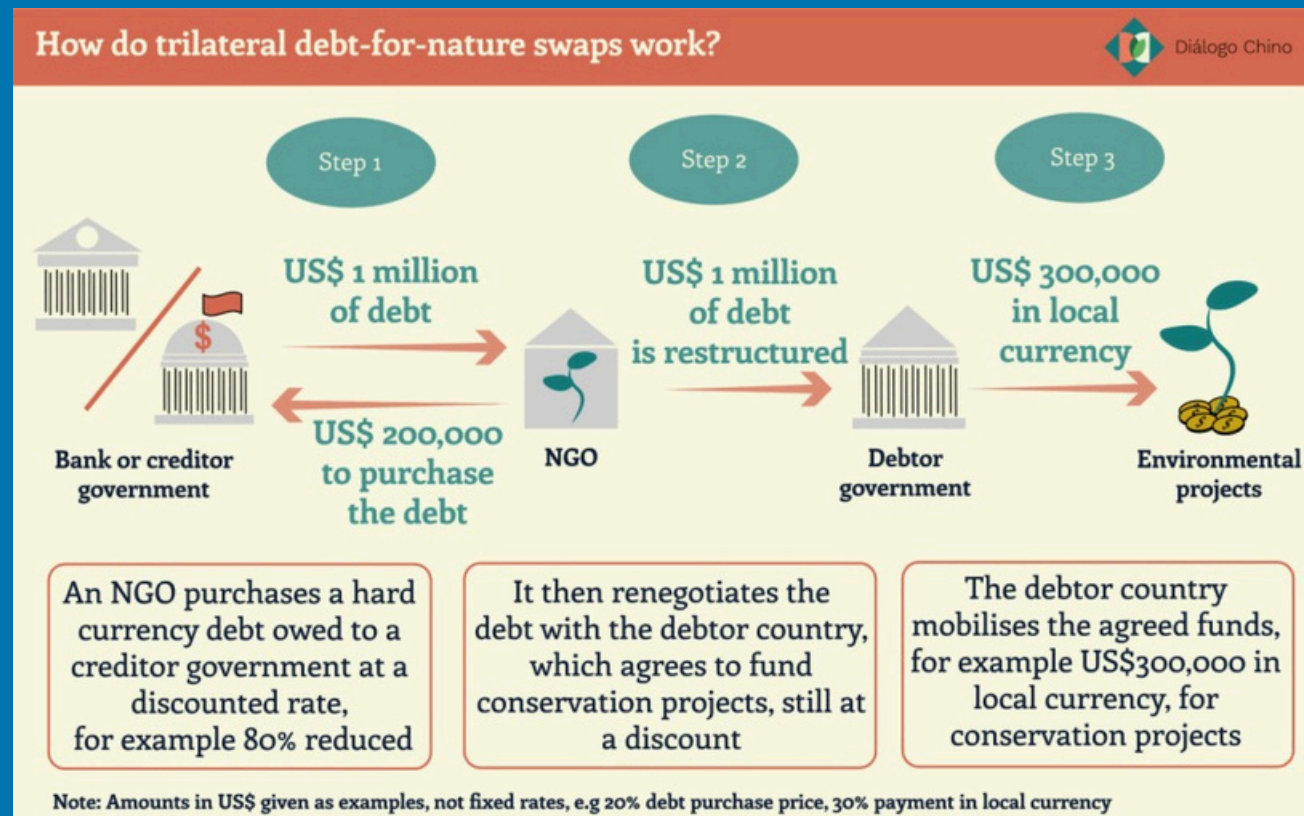 How do trilateral debt-for-nature swaps work?
Diálogo Chino
Step 1
Step 2
Step 3
US$ 1 million
of debt
US$ 1 million
of debt
is restructured
US$ 300,000
in local
currency
$
US$ 200,000
to purchase
the debt
Bank or creditor
government
NGO
Debtor
government
Environmental
projects
An NGO purchases a hard
currency debt owed to a
creditor government at a
discounted rate,
for example 80% reduced
It then renegotiates the
debt with the debtor country,
which agrees to fund
conservation projects, still at
a discount
The debtor country
mobilises the agreed funds,
for example US$300,000 in
local currency, for
conservation projects
Note: Amounts in US$ given as examples, not fixed rates, e.g 20% debt purchase price, 30% payment in local currency